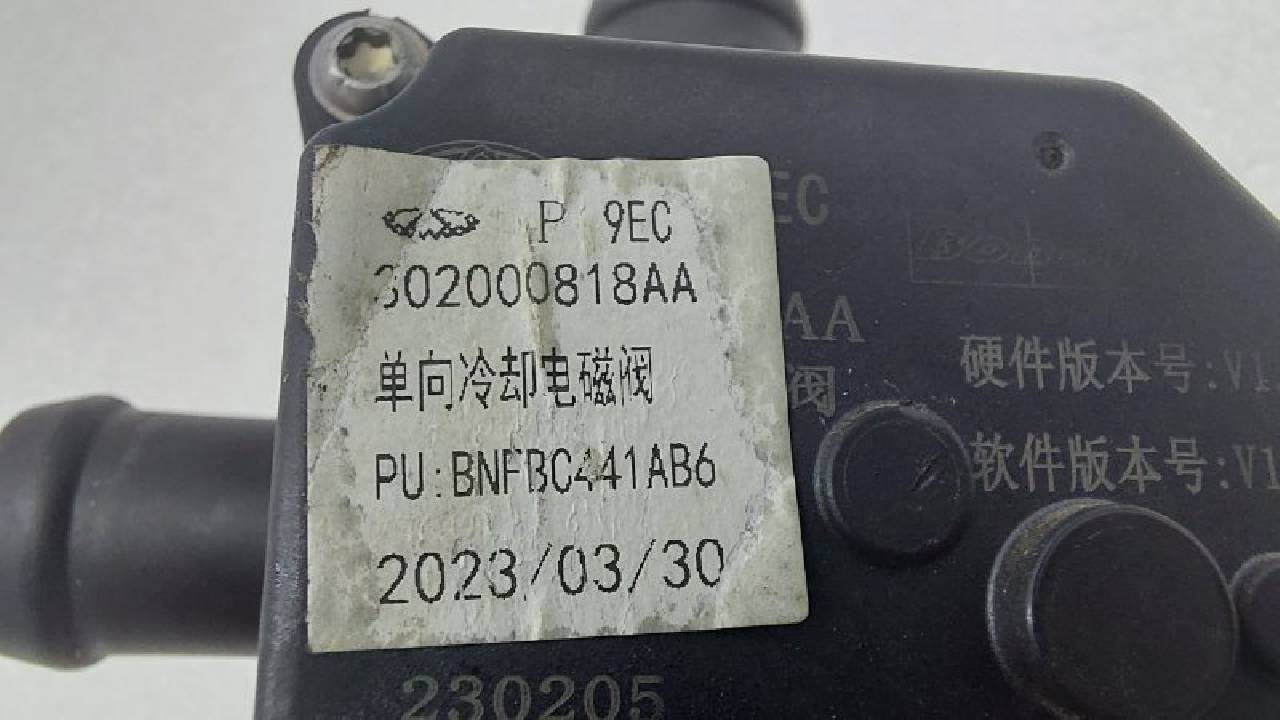 P 9EC
302000818AA
单向冷却电磁阀
PU:BNFBC441AB6
2023/03/30
230205
EC
AA
阀
硬件版本号:V1
软件版本号:V1